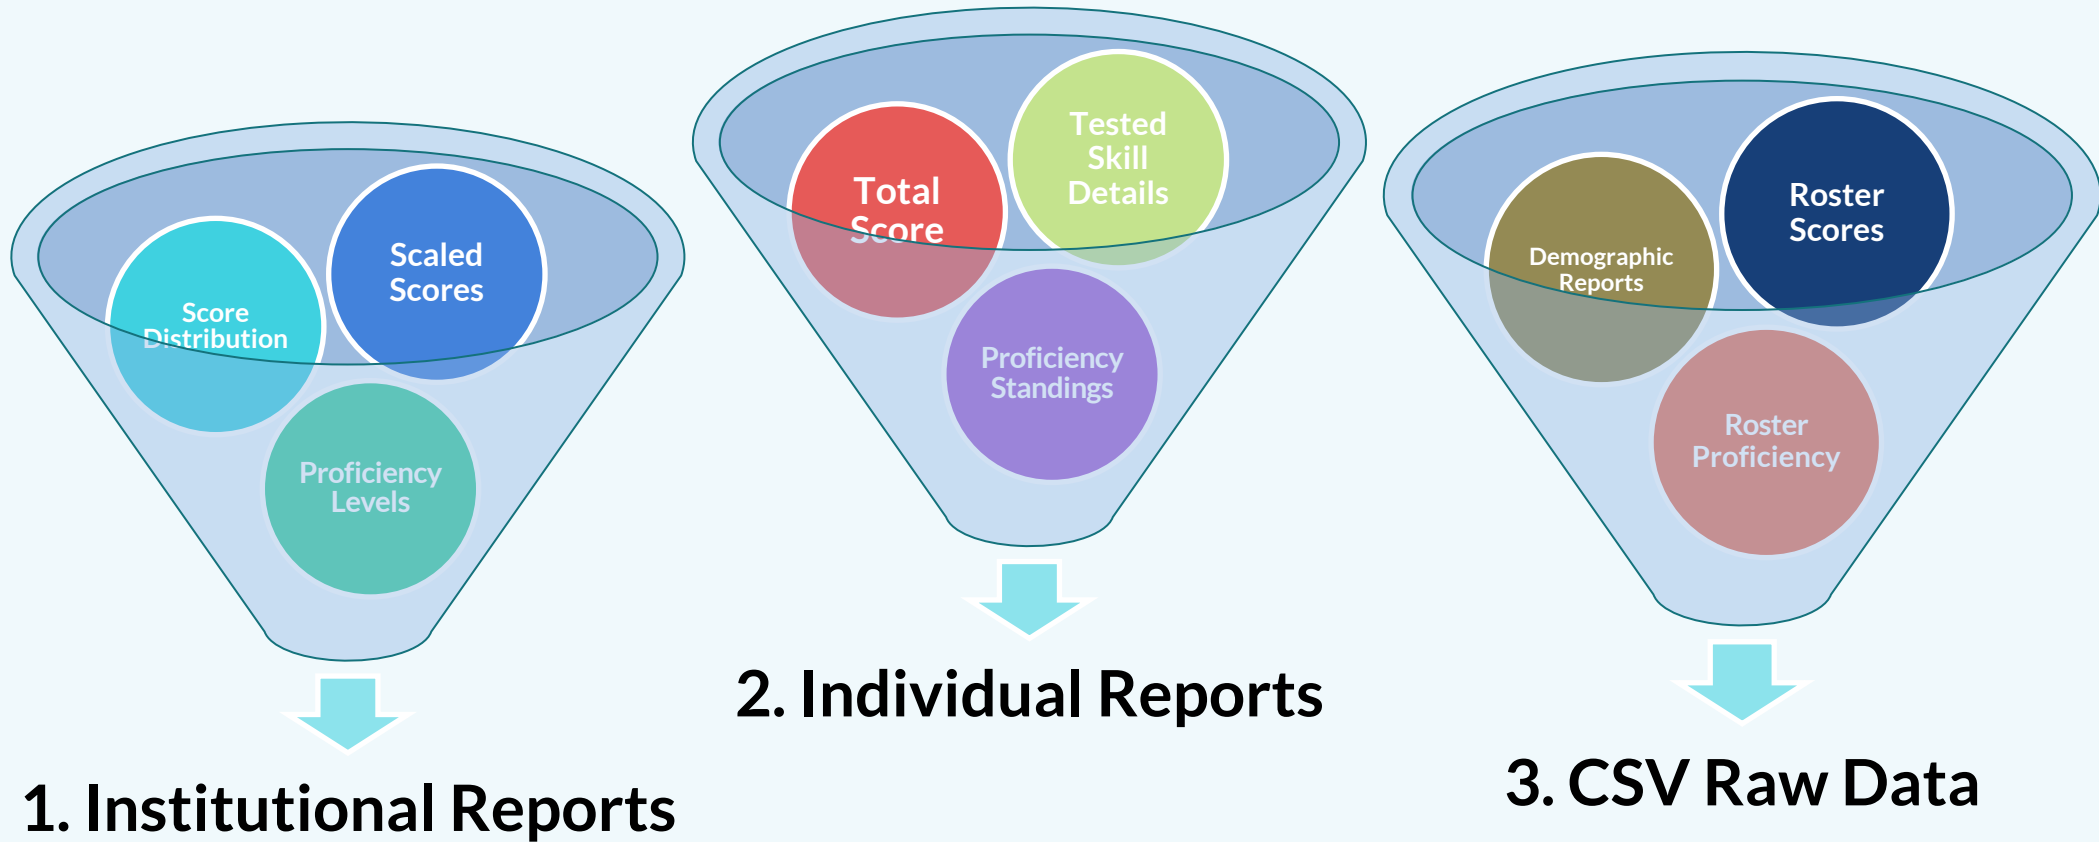 Score
Distribution
Scaled
Scores
Proficiency
Levels
1. Institutional Reports
Total
Score
Tested
Skill
Details
Proficiency
Standings
2. Individual Reports
Demographic
Reports
Roster
Scores
Roster
Proficiency
3. CSV Raw Data